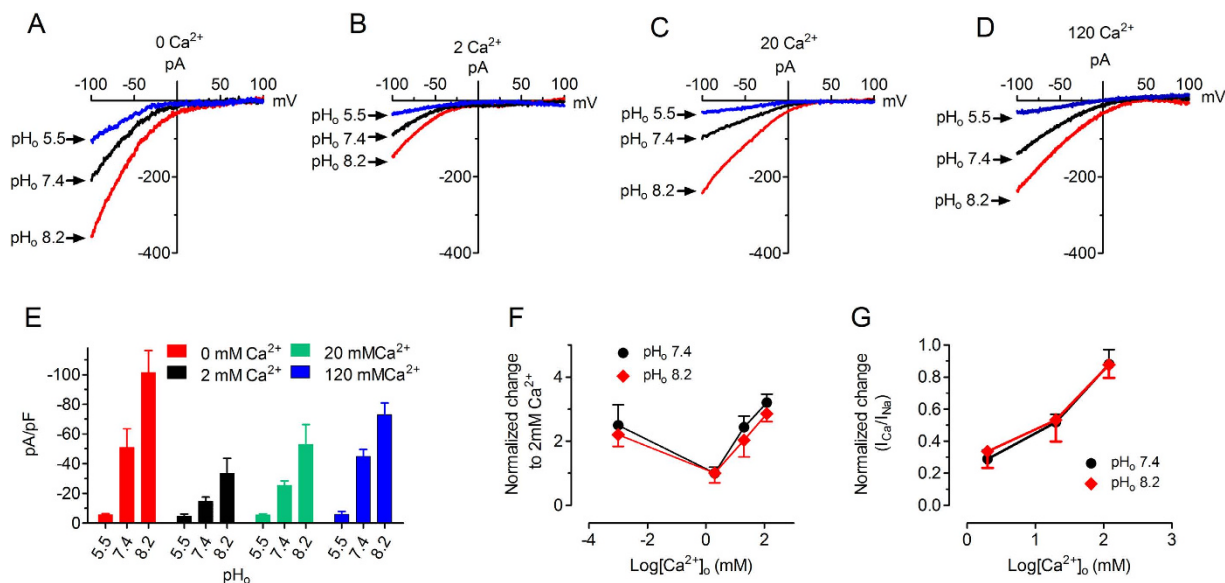 A
0 Ca²⁺
pA
-100 -50 0 50 100
mV
pHₒ 5.5
pHₒ 7.4
pHₒ 8.2
-200
-400
B
2 Ca²⁺
pA
-100 -50 0 50 100
mV
pHₒ 5.5
pHₒ 7.4
pHₒ 8.2
-200
-400
C
20 Ca²⁺
pA
-100 -50 0 50 100
mV
pHₒ 5.5
pHₒ 7.4
pHₒ 8.2
-200
-400
D
120 Ca²⁺
pA
-100 -50 0 50 100
mV
pHₒ 5.5
pHₒ 7.4
pHₒ 8.2
-200
-400
E
pA/pF
-100
-80
-60
-40
-20
0
0 mM Ca²⁺
2 mM Ca²⁺
20 mMCa²⁺
120 mMCa²⁺
5.5 7.4 8.2 5.5 7.4 8.2 5.5 7.4 8.2 5.5 7.4 8.2
pHₒ
F
Normalized change
to 2mM Ca²⁺
6
4
2
0
pHₒ 7.4
pHₒ 8.2
-4 -2 0 2
Log[Ca²⁺]ₒ (mM)
G
Normalized change
(I_Ca/I_Na)
1.0
0.8
0.6
0.4
0.2
0.0
pHₒ 7.4
pHₒ 8.2
0 1 2 3
Log[Ca²⁺]ₒ (mM)